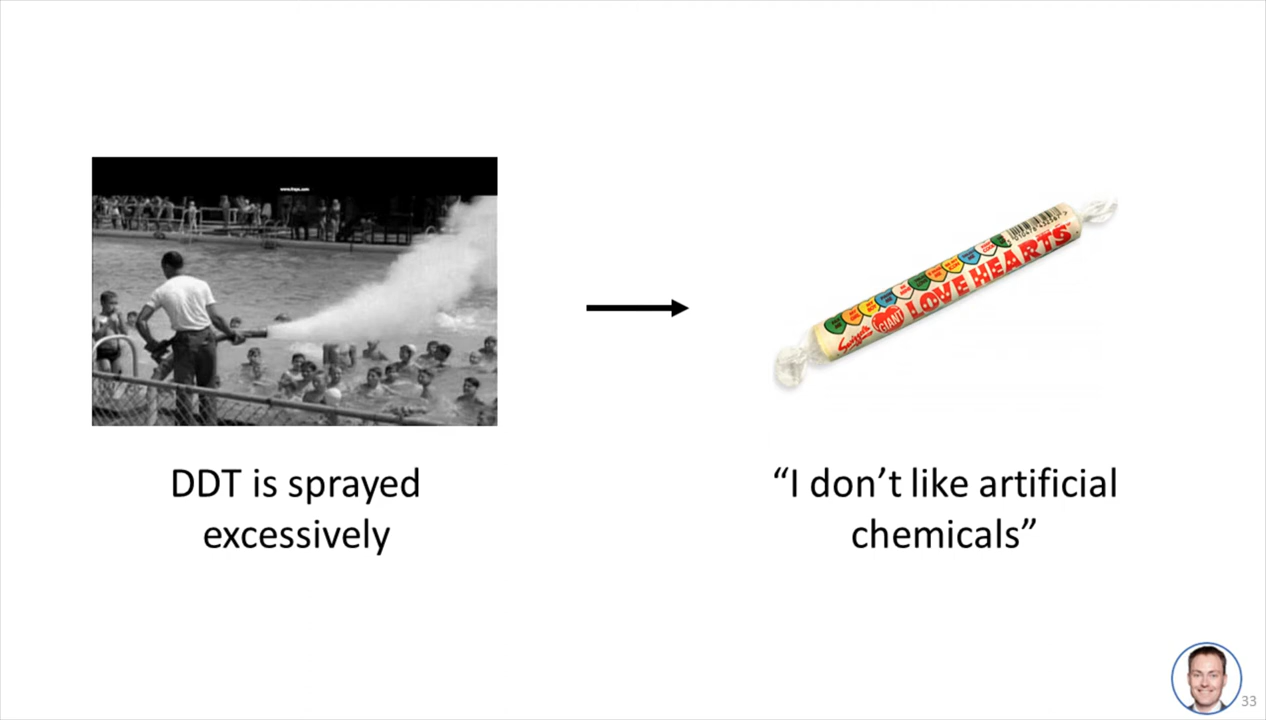 DDT is sprayed
excessively
GIANT
LOVE HEARTS
“I don’t like artificial
chemicals”
33